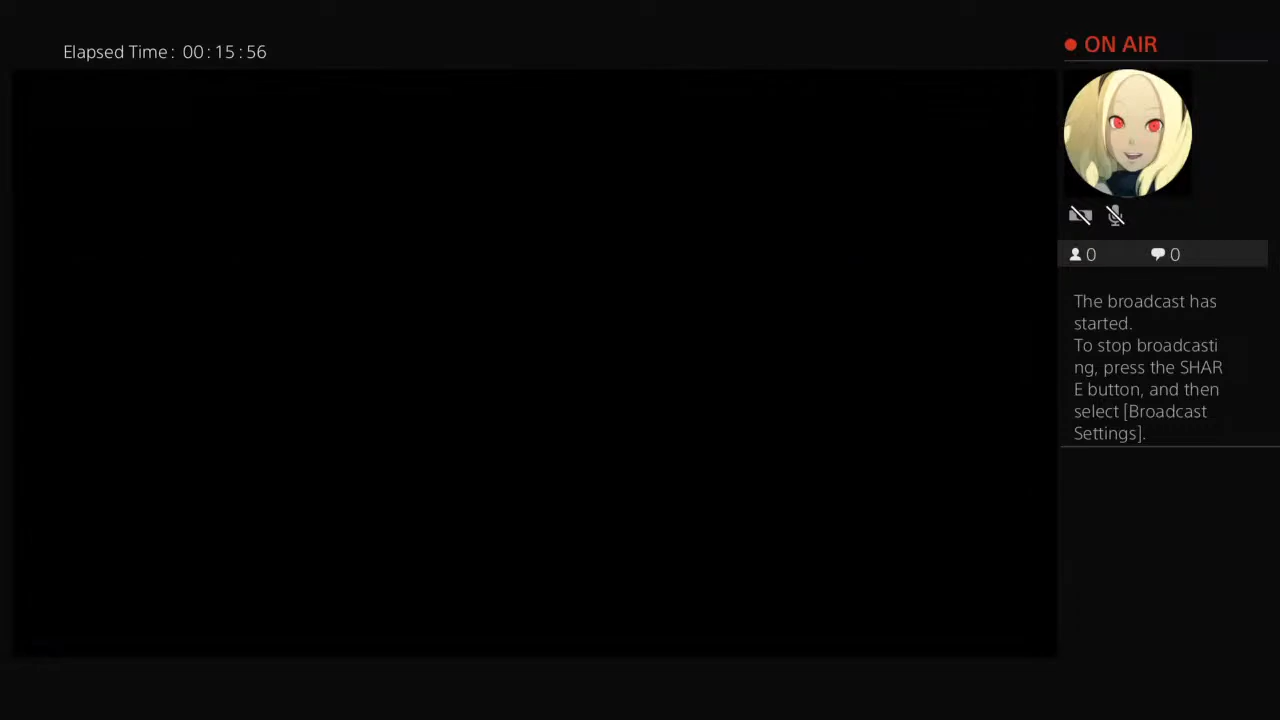 Elapsed Time: 00:15:56
ON AIR
0 0
The broadcast has
started.
To stop broadcasti
ng, press the SHAR
E button, and then
select [Broadcast
Settings].